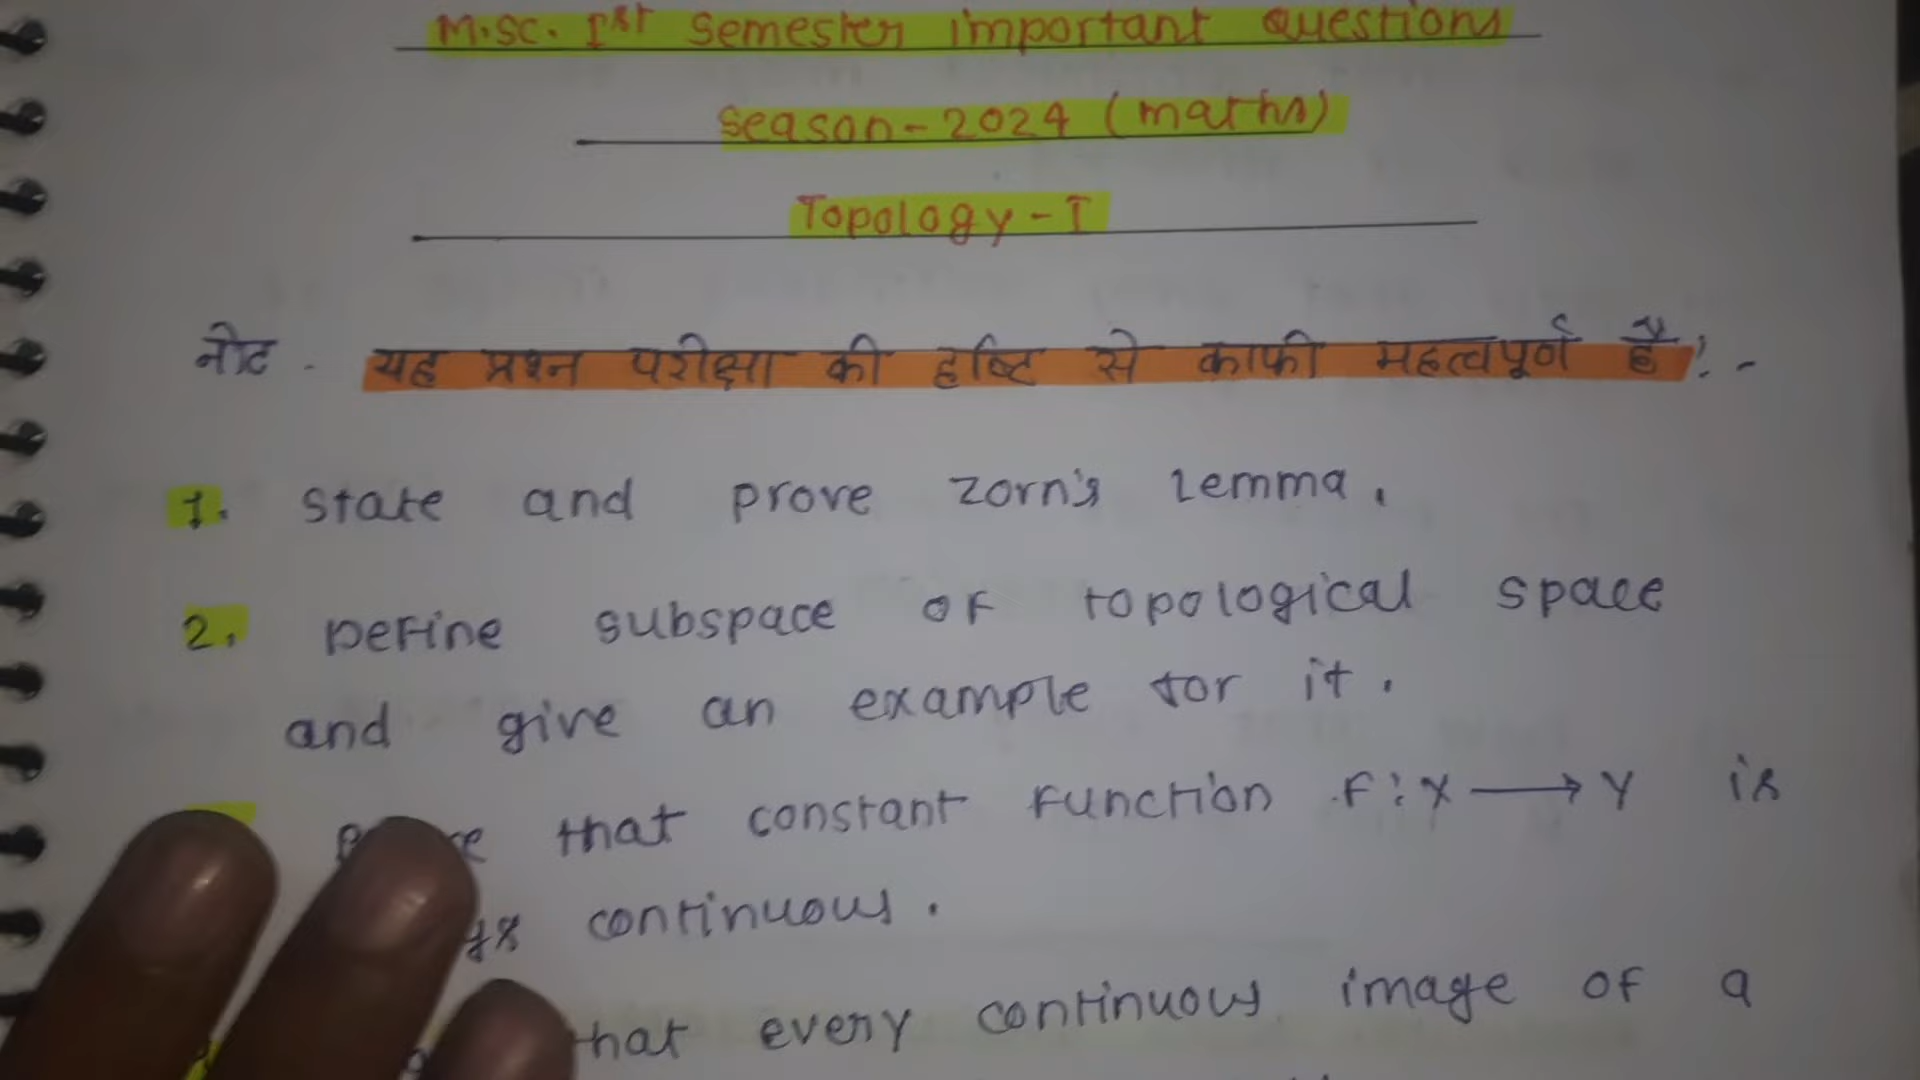 M.Sc. Ist Semester important questions
Season-2024 (maths)
Topology-I
नोट - यह प्रश्न परीक्षा की दृष्टि से काफी महत्वपूर्ण है! -
1. State and prove zorn's lemma.
2. Define subspace of topological space
and give an example for it.
that constant function f: X → Y is
continuous.
that every continuous image of a